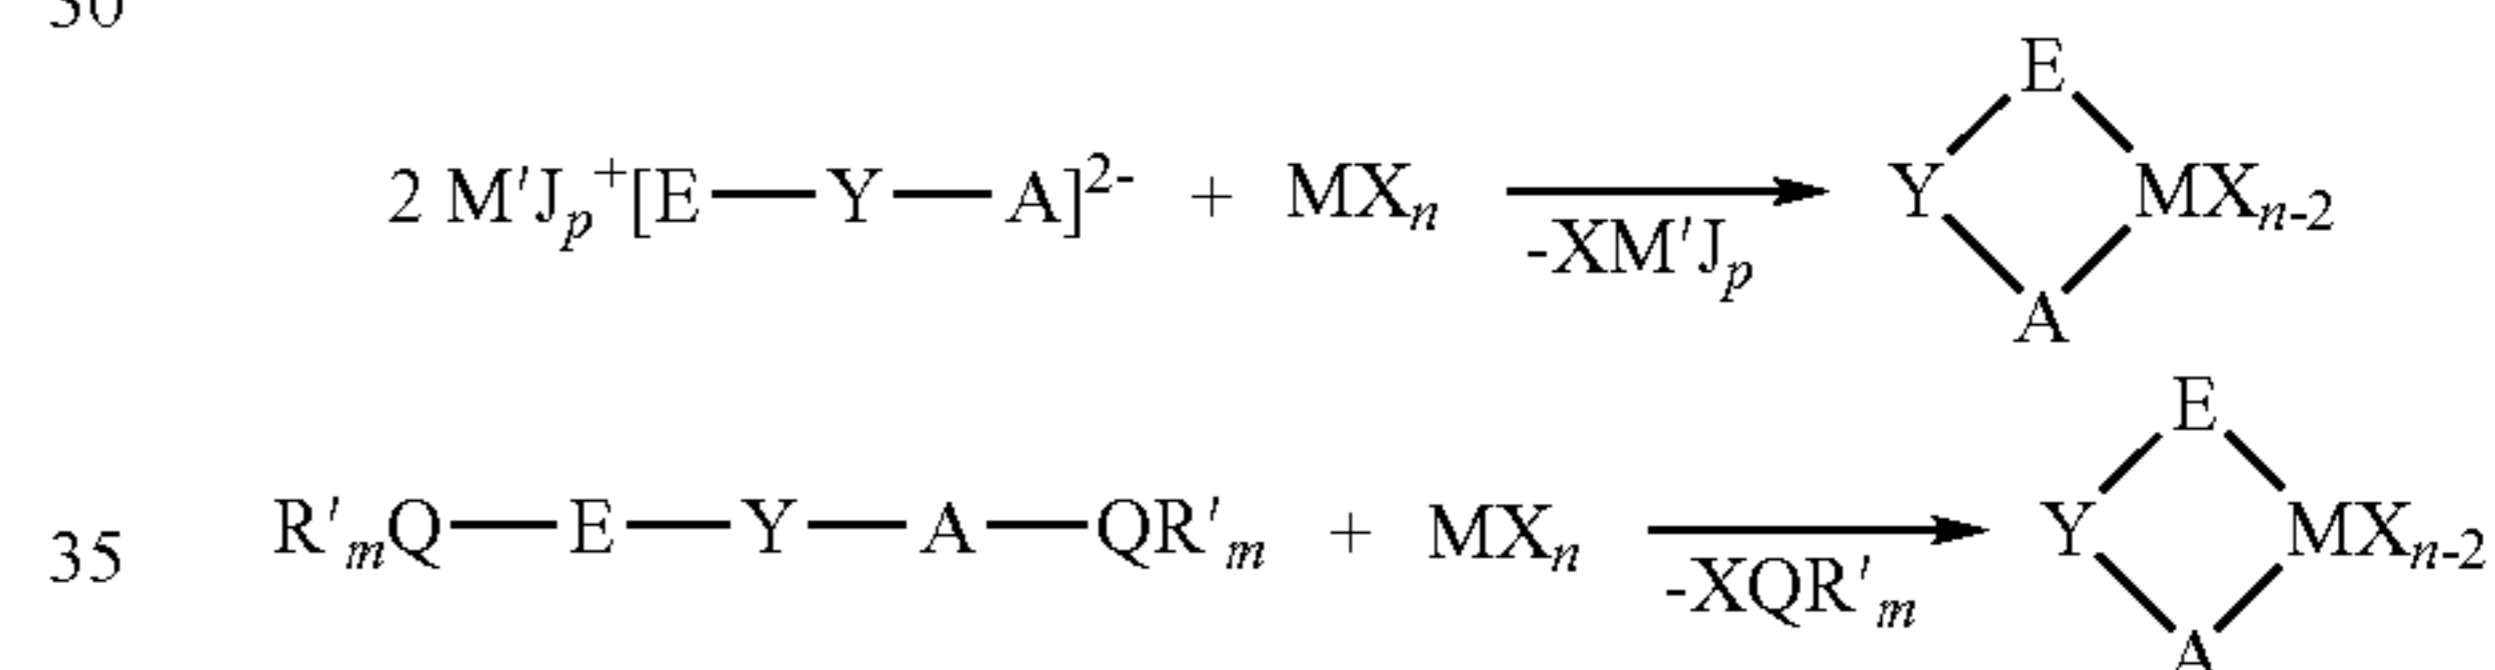 30
E
2 M'Jp+[E—Y—A]2- + MXn Y MXn-2
-XM'Jp
A
E
R'mQ—E—Y—A—QR'm + MXn Y MXn-2
35
-XQR'm
A